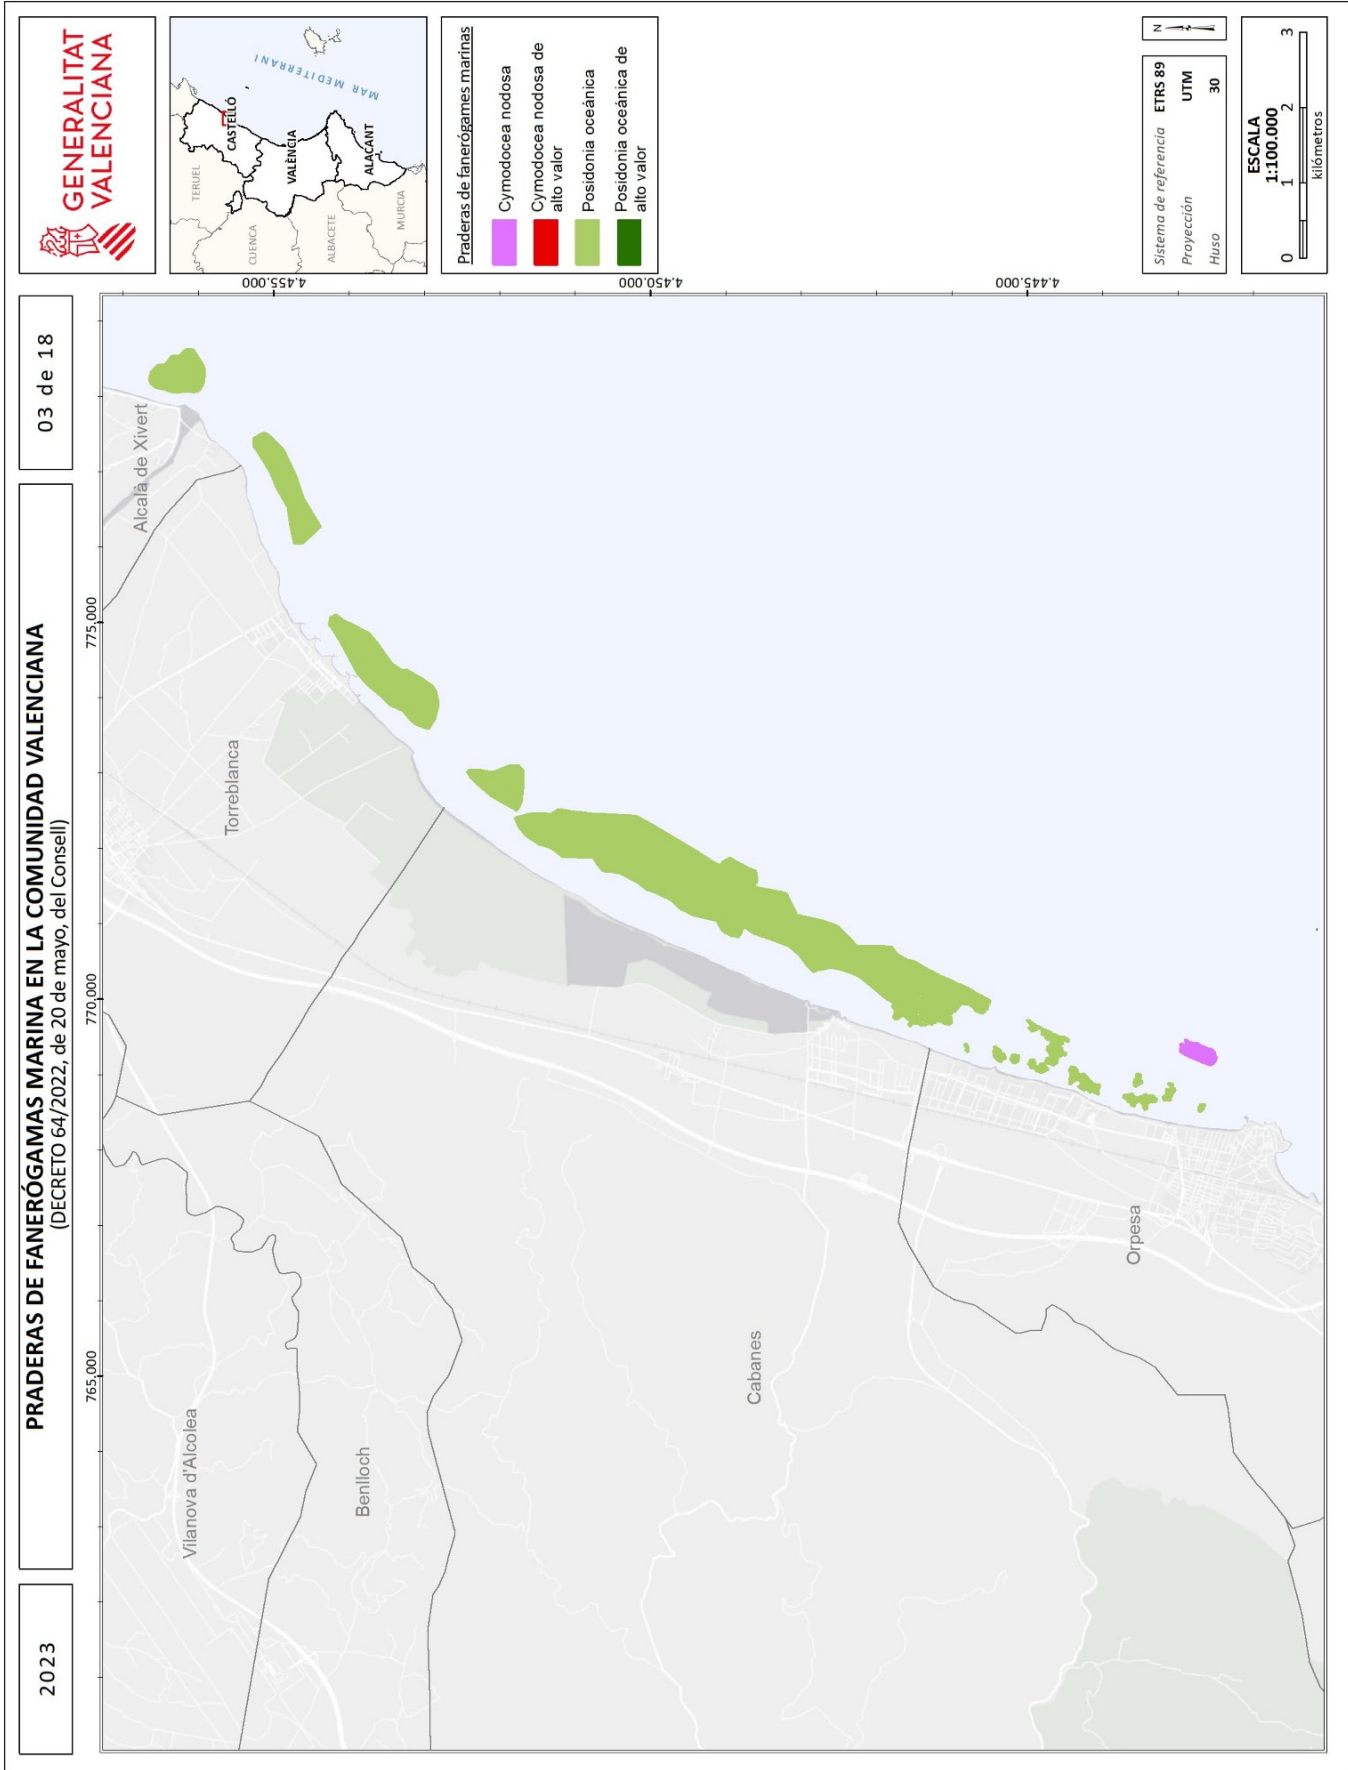 2023
PRADERAS DE FANERÓGAMAS MARINA EN LA COMUNIDAD VALENCIANA
(DECRETO 64/2022, de 20 de mayo, del Consell)
03 de 18
GENERALITAT
VALENCIANA
TERUEL
CASTELLÓ
CUENCA
VALÈNCIA
ALBACETE
ALACANT
MURCIA
MAR MEDITERRANI
Praderas de fanerógames marinas
Cymodocea nodosa
Cymodocea nodosa de
alto valor
Posidonia oceánica
Posidonia oceánica de
alto valor
Sistema de referencia ETRS 89
Proyección UTM
Huso 30
N
ESCALA
1:100.000
0 1 2 3
kilómetros
765.000
770.000
775.000
4.455.000
4.450.000
4.445.000
Vilanova d'Alcolea
Benlloch
Torreblanca
Alcalà de Xivert
Cabanes
Orpesa